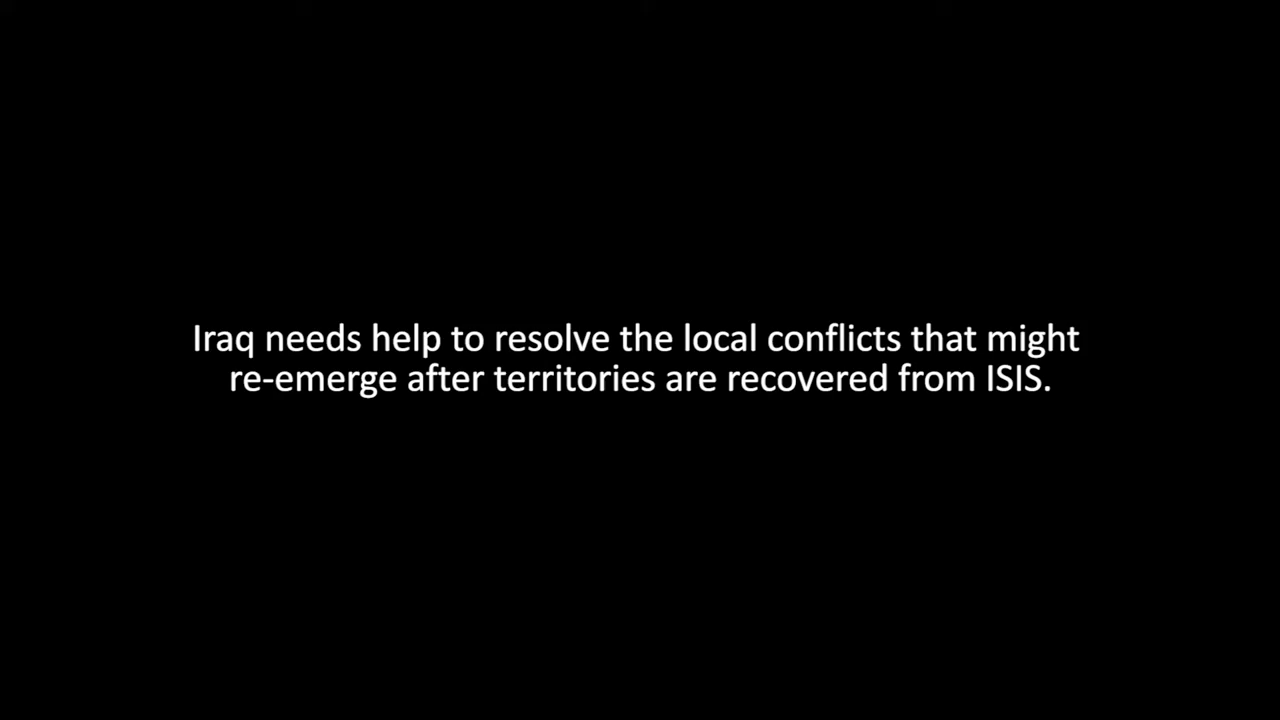 Iraq needs help to resolve the local conflicts that might
re-emerge after territories are recovered from ISIS.